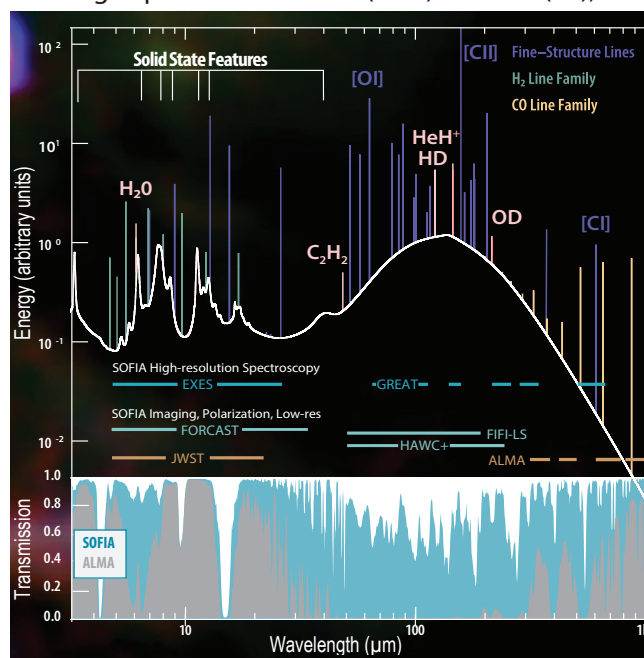 10²
Solid State Features
[OI]
[CII]
Fine–Structure Lines
H₂ Line Family
CO Line Family
10¹
HeH⁺
HD
H₂0
OD
[CI]
C₂H₂
10⁰
Energy (arbitrary units)
10⁻¹
SOFIA High-resolution Spectroscopy
EXES
GREAT
SOFIA Imaging, Polarization, Low-res
FORCAST
FIFI-LS
HAWC+
10⁻²
JWST
ALMA
1.0
0.8
0.6
0.4
0.2
0.0
Transmission
SOFIA
ALMA
10
100
Wavelength (µm)